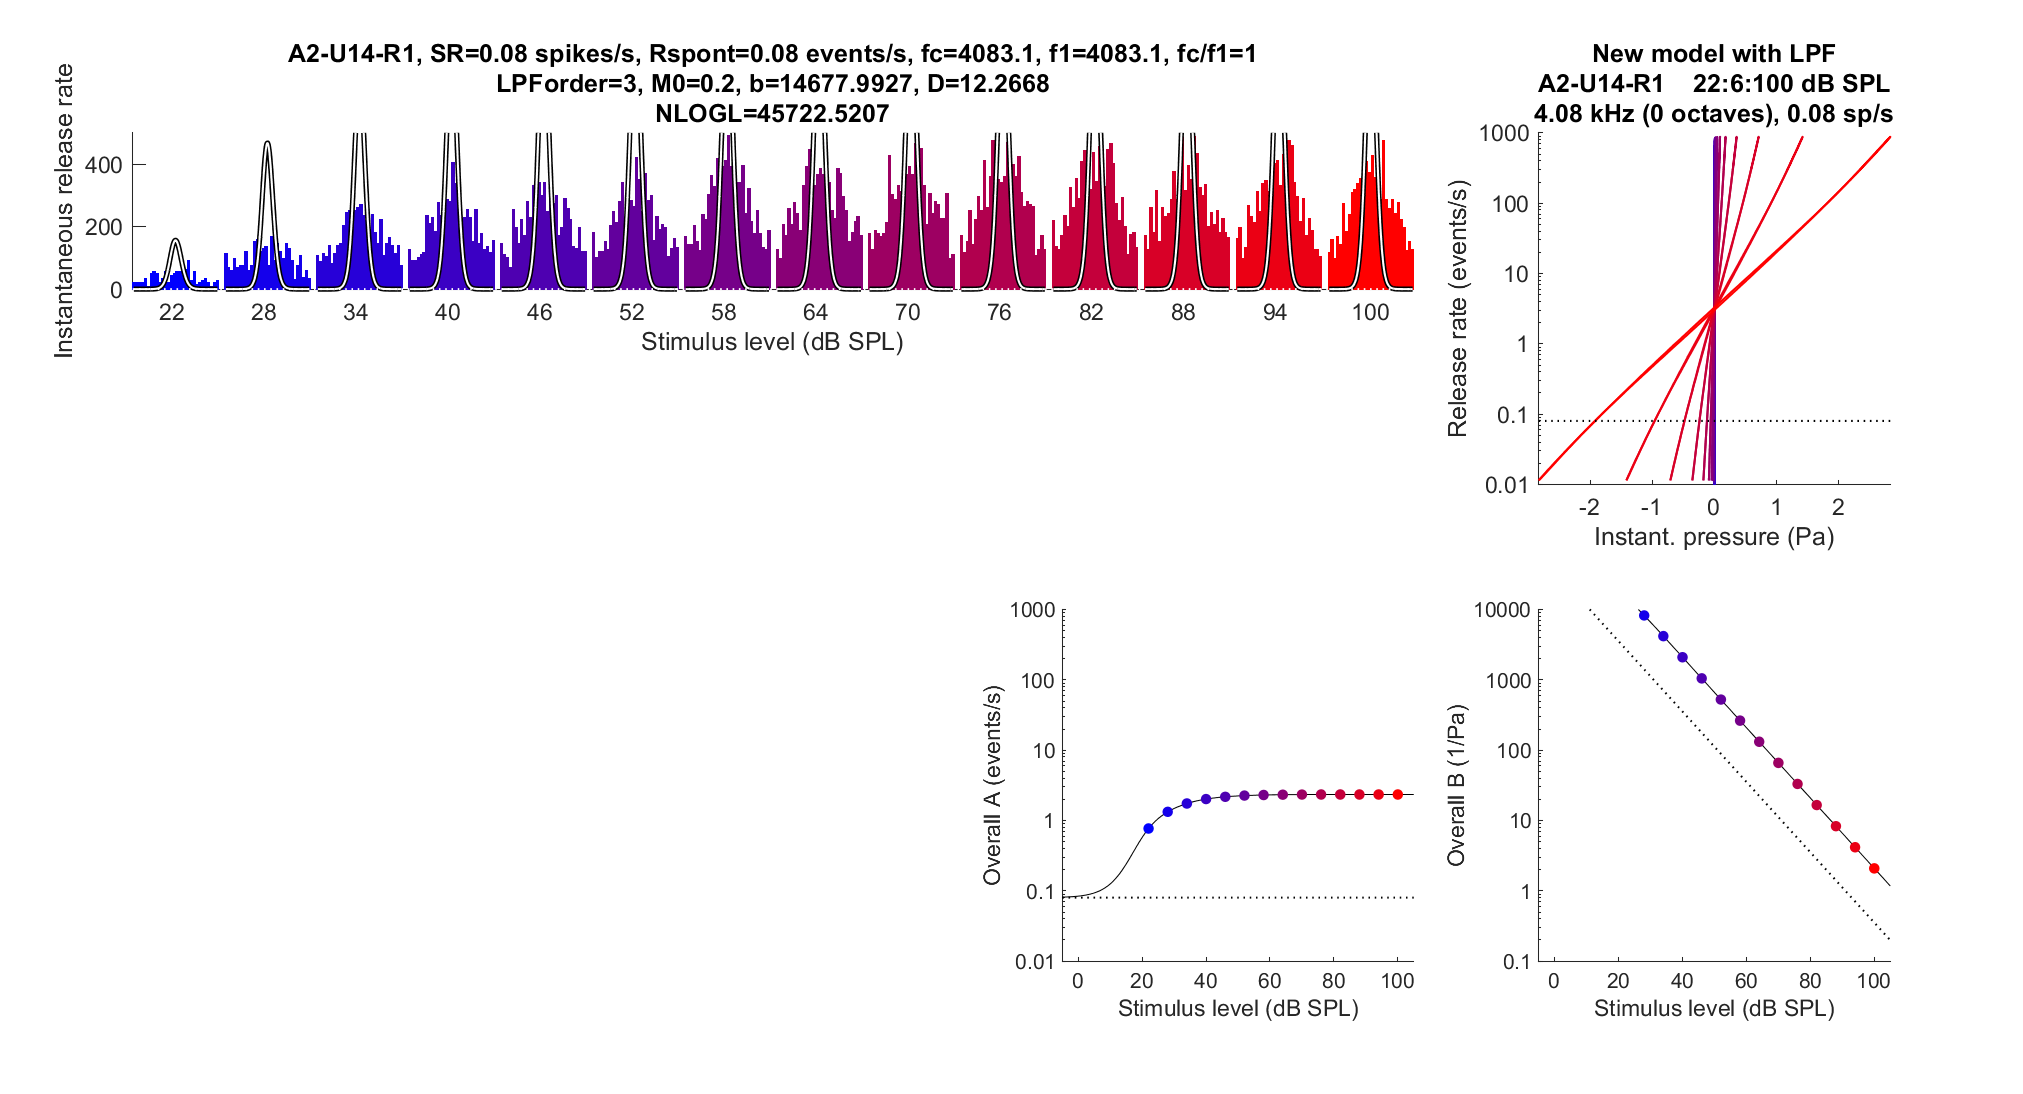 A2-U14-R1, SR=0.08 spikes/s, Rspont=0.08 events/s, fc=4083.1, f1=4083.1, fc/f1=1
LPForder=3, M0=0.2, b=14677.9927, D=12.2668
NLOGL=45722.5207
Instantaneous release rate
400
200
0
22 28 34 40 46 52 58 64 70 76 82 88 94 100
Stimulus level (dB SPL)
New model with LPF
A2-U14-R1 22:6:100 dB SPL
4.08 kHz (0 octaves), 0.08 sp/s
Release rate (events/s)
1000
100
10
1
0.1
0.01
-2 -1 0 1 2
Instant. pressure (Pa)
Overall A (events/s)
1000
100
10
1
0.1
0.01
0 20 40 60 80 100
Stimulus level (dB SPL)
Overall B (1/Pa)
10000
1000
100
10
1
0.1
0 20 40 60 80 100
Stimulus level (dB SPL)